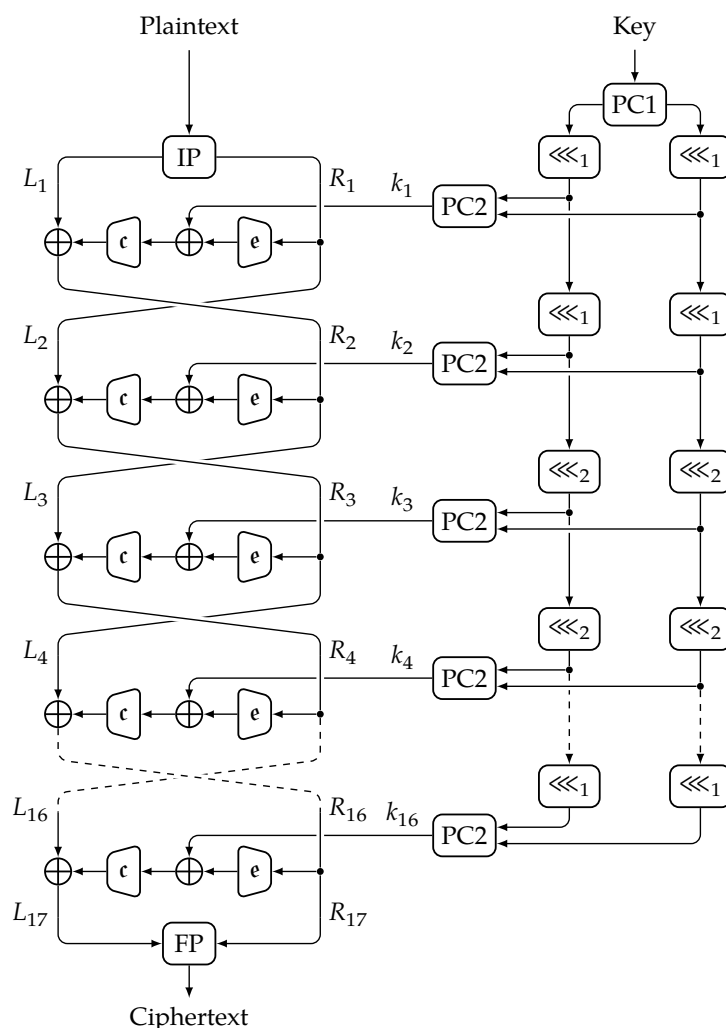 Plaintext Key
PC1
IP ⋘₁ ⋘₁
L₁ R₁ k₁ PC2
𝔠 𝔢
⋘₁ ⋘₁
L₂ R₂ k₂ PC2
𝔠 𝔢
⋘₂ ⋘₂
L₃ R₃ k₃ PC2
𝔠 𝔢
⋘₂ ⋘₂
L₄ R₄ k₄ PC2
𝔠 𝔢
⋘₁ ⋘₁
L₁₆ R₁₆ k₁₆ PC2
𝔠 𝔢
L₁₇ R₁₇
FP
Ciphertext